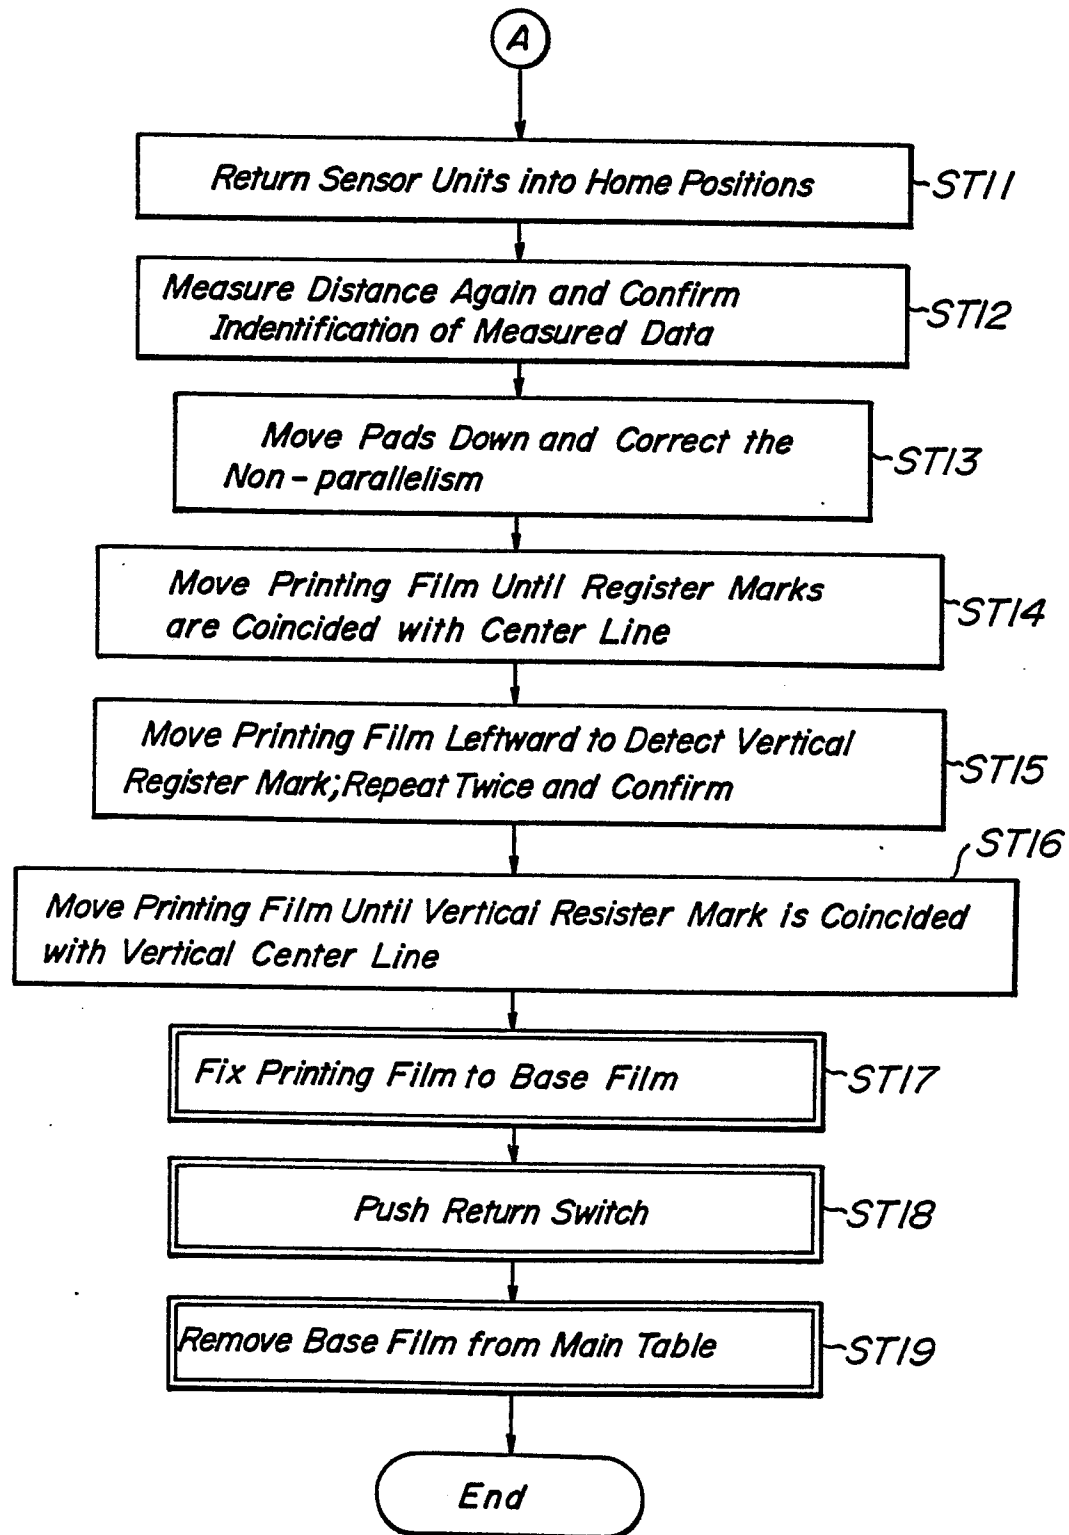 A
Return Sensor Units into Home Positions
ST11
Measure Distance Again and Confirm
Indentification of Measured Data
ST12
Move Pads Down and Correct the
Non-parallelism
ST13
Move Printing Film Until Register Marks
are Coincided with Center Line
ST14
Move Printing Film Leftward to Detect Vertical
Register Mark; Repeat Twice and Confirm
ST15
ST16
Move Printing Film Until Vertical Resister Mark is Coincided
with Vertical Center Line
Fix Printing Film to Base Film
ST17
Push Return Switch
ST18
Remove Base Film from Main Table
ST19
End